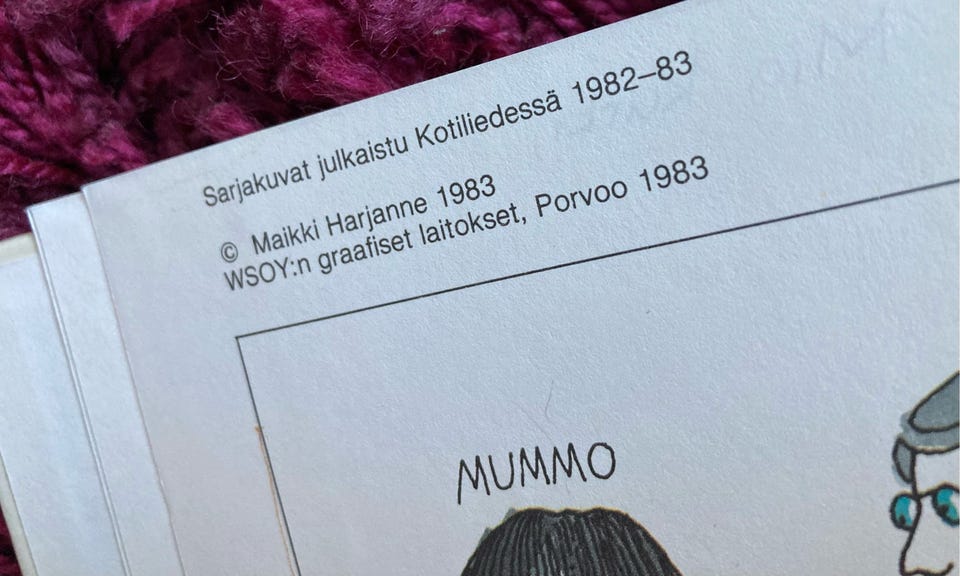 Sarjakuvat julkaistu Kotiliedessä 1982–83
© Maikki Harjanne 1983
WSOY:n graafiset laitokset, Porvoo 1983
MUMMO